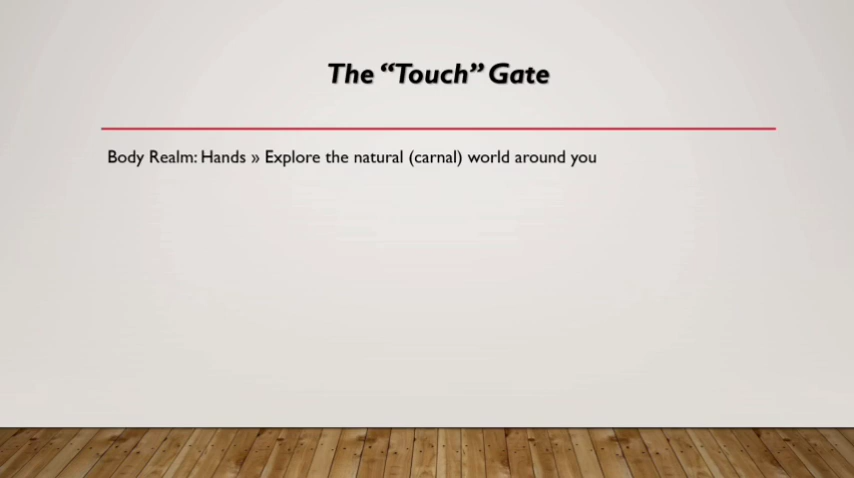 The “Touch” Gate
Body Realm: Hands » Explore the natural (carnal) world around you